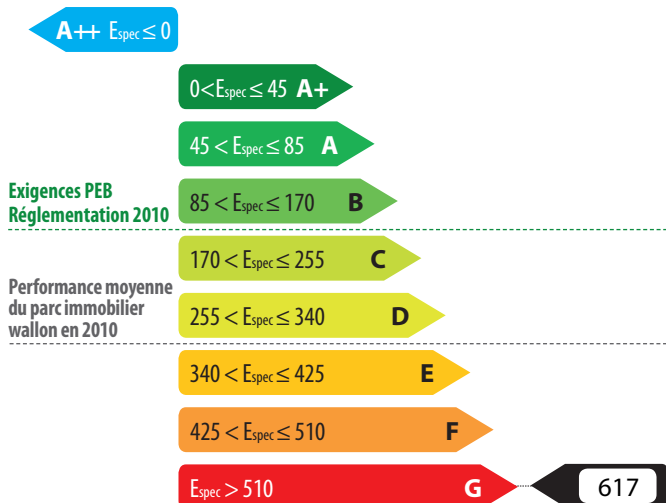 A++ Espec ≤ 0
0 < Espec ≤ 45 A+
45 < Espec ≤ 85 A
Exigences PEB
Réglementation 2010
85 < Espec ≤ 170 B
170 < Espec ≤ 255 C
Performance moyenne
du parc immobilier
wallon en 2010
255 < Espec ≤ 340 D
340 < Espec ≤ 425 E
425 < Espec ≤ 510 F
Espec > 510 G
617